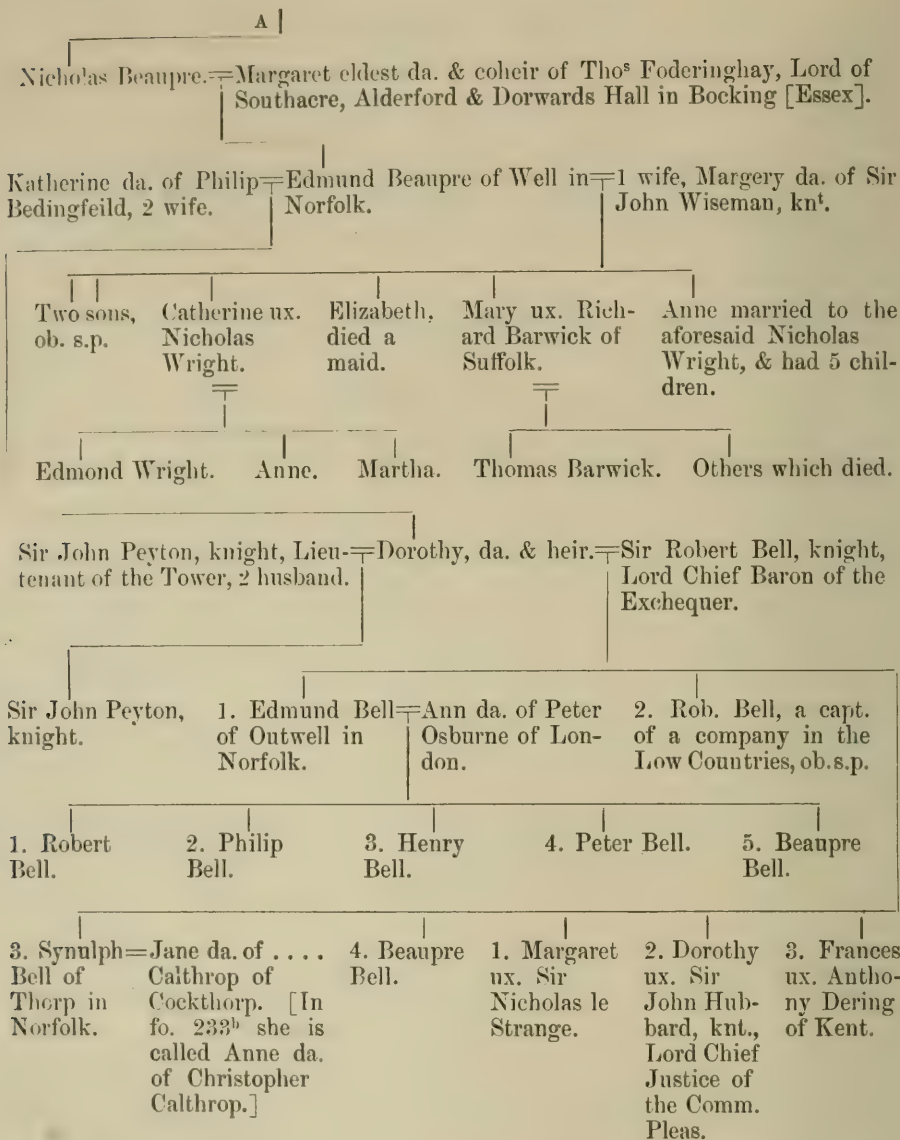 A
Nicholas Beaupre.
Margaret eldest da. & coheir of Thoˢ Foderinghay, Lord of
Southacre, Alderford & Dorwards Hall in Bocking [Essex].
Katherine da. of Philip
Bedingfeild, 2 wife.
Edmund Beaupre of Well in
Norfolk.
1 wife, Margery da. of Sir
John Wiseman, knᵗ.
Two sons,
ob. s.p.
Catherine ux.
Nicholas
Wright.
Elizabeth,
died a
maid.
Mary ux. Rich-
ard Barwick of
Suffolk.
Anne married to the
aforesaid Nicholas
Wright, & had 5 chil-
dren.
Edmond Wright.
Anne.
Martha.
Thomas Barwick.
Others which died.
Sir John Peyton, knight, Lieu-
tenant of the Tower, 2 husband.
Dorothy, da. & heir.
Sir Robert Bell, knight,
Lord Chief Baron of the
Exchequer.
Sir John Peyton,
knight.
1. Edmund Bell
of Outwell in
Norfolk.
Ann da. of Peter
Osburne of Lon-
don.
2. Rob. Bell, a capt.
of a company in the
Low Countries, ob.s.p.
1. Robert
Bell.
2. Philip
Bell.
3. Henry
Bell.
4. Peter Bell.
5. Beaupre
Bell.
3. Synulph
Bell of
Thorp in
Norfolk.
Jane da. of ....
Calthrop of
Cockthorp. [In
fo. 233ᵇ she is
called Anne da.
of Christopher
Calthrop.]
4. Beaupre
Bell.
1. Margaret
ux. Sir
Nicholas le
Strange.
2. Dorothy
ux. Sir
John Hub-
bard, knt.,
Lord Chief
Justice of
the Comm.
Pleas.
3. Frances
ux. Antho-
ny Dering
of Kent.